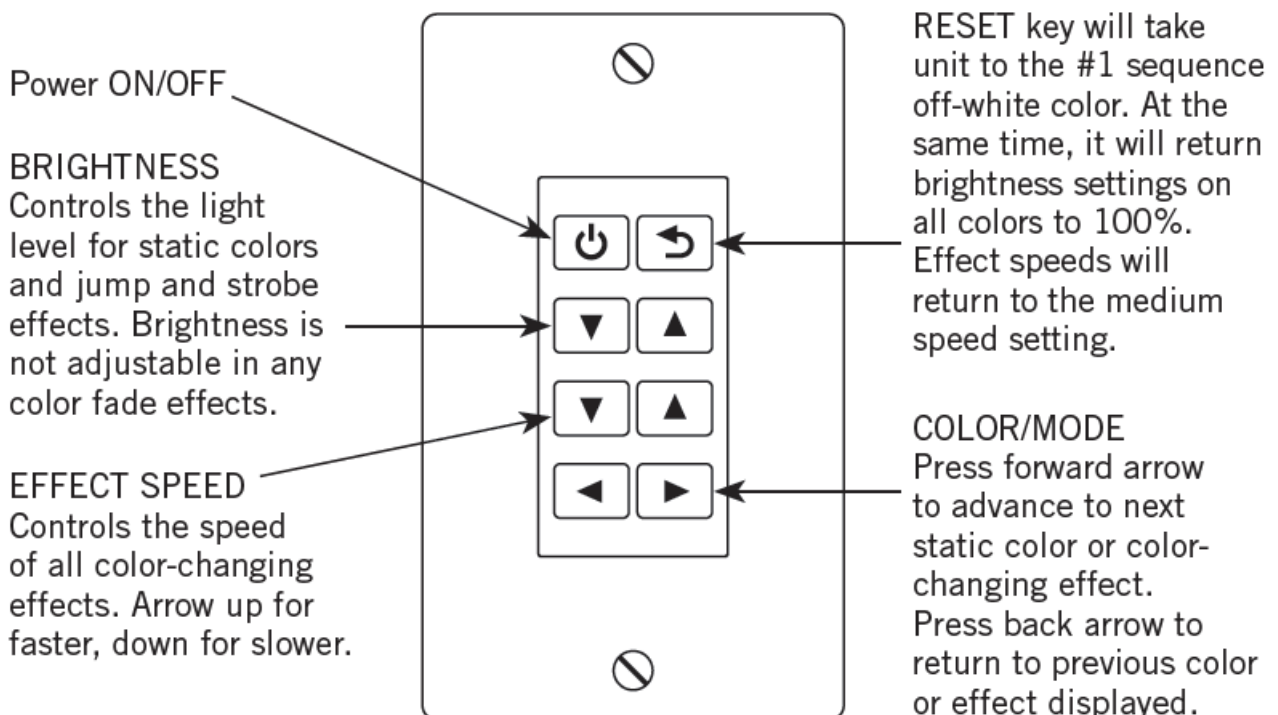 Power ON/OFF
BRIGHTNESS
Controls the light
level for static colors
and jump and strobe
effects. Brightness is
not adjustable in any
color fade effects.
EFFECT SPEED
Controls the speed
of all color-changing
effects. Arrow up for
faster, down for slower.
RESET key will take
unit to the #1 sequence
off-white color. At the
same time, it will return
brightness settings on
all colors to 100%.
Effect speeds will
return to the medium
speed setting.
COLOR/MODE
Press forward arrow
to advance to next
static color or color-
changing effect.
Press back arrow to
return to previous color
or effect displayed.